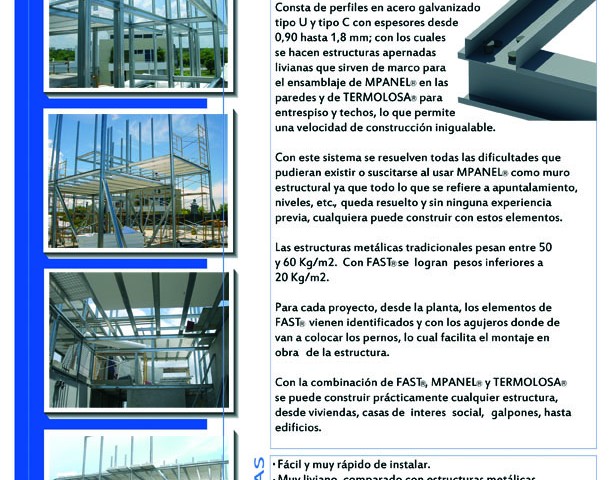 Consta de perfiles en acero galvanizado
tipo U y tipo C con espesores desde
0,90 hasta 1,8 mm; con los cuales
se hacen estructuras apernadas
livianas que sirven de marco para
el ensamblaje de MPANEL® en las
paredes y de TERMOLOSA® para
entrespiso y techos, lo que permite
una velocidad de construcción inigualable.
Con este sistema se resuelven todas las dificultades que
pudieran existir o suscitarse al usar MPANEL® como muro
estructural ya que todo lo que se refiere a apuntalamiento,
niveles, etc., queda resuelto y sin ninguna experiencia
previa, cualquiera puede construir con estos elementos.
Las estructuras metálicas tradicionales pesan entre 50
y 60 Kg/m2. Con FAST® se logran pesos inferiores a
20 Kg/m2.
Para cada proyecto, desde la planta, los elementos de
FAST® vienen identificados y con los agujeros donde de
van a colocar los pernos, lo cual facilita el montaje en
obra de la estructura.
Con la combinación de FAST®, MPANEL® y TERMOLOSA®
se puede construir prácticamente cualquier estructura,
desde viviendas, casas de interes social, galpones, hasta
edificios.
AS
· Fácil y muy rápido de instalar.
· Muy liviano, comparado con estructuras metálicas